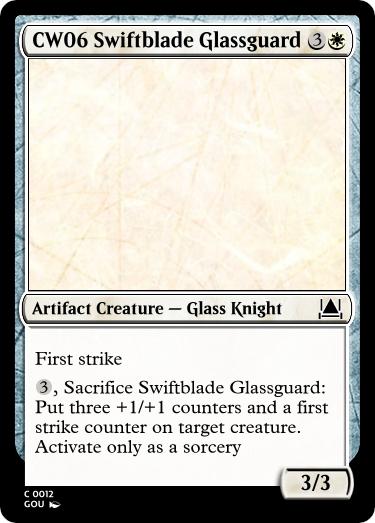 CW06 Swiftblade Glassguard 3
Artifact Creature — Glass Knight
First strike
3, Sacrifice Swiftblade Glassguard:
Put three +1/+1 counters and a first
strike counter on target creature.
Activate only as a sorcery
3/3
C 0012
GOU